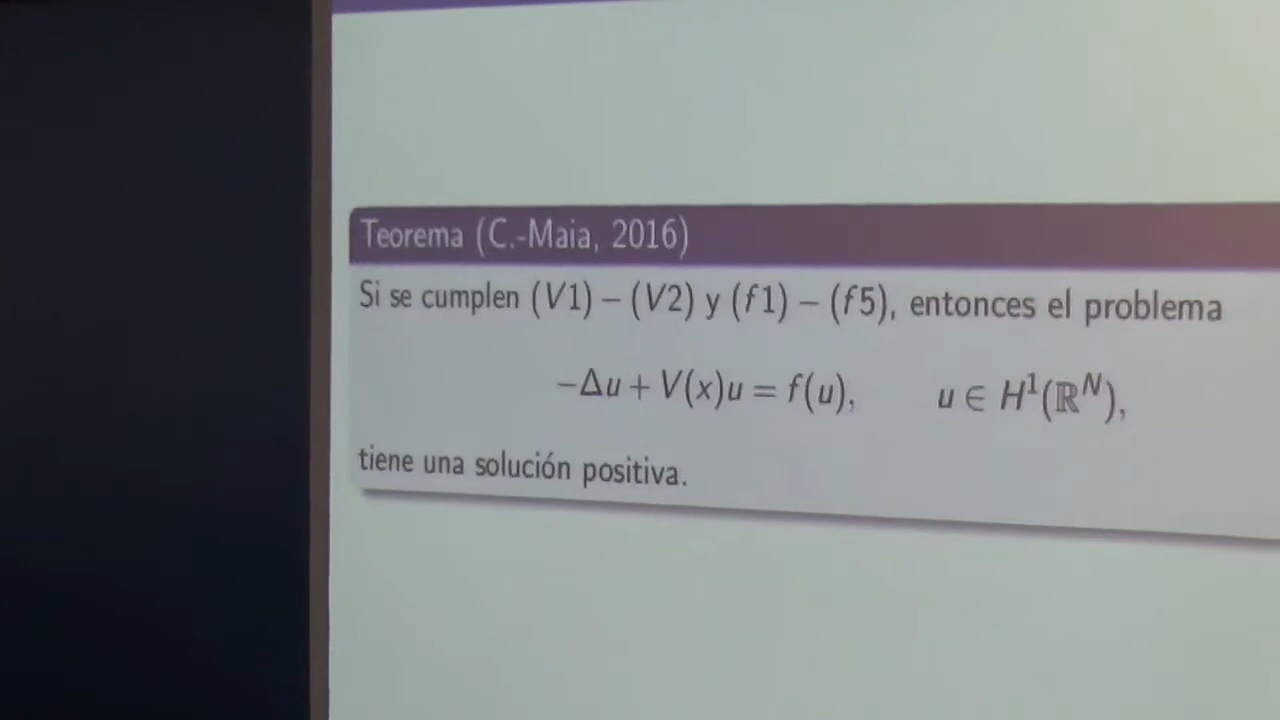 Teorema (C.-Maia, 2016)
Si se cumplen (V1) – (V2) y (f1) – (f5), entonces el problema
−Δu + V(x)u = f(u), u ∈ H¹(ℝᴺ),
tiene una solución positiva.